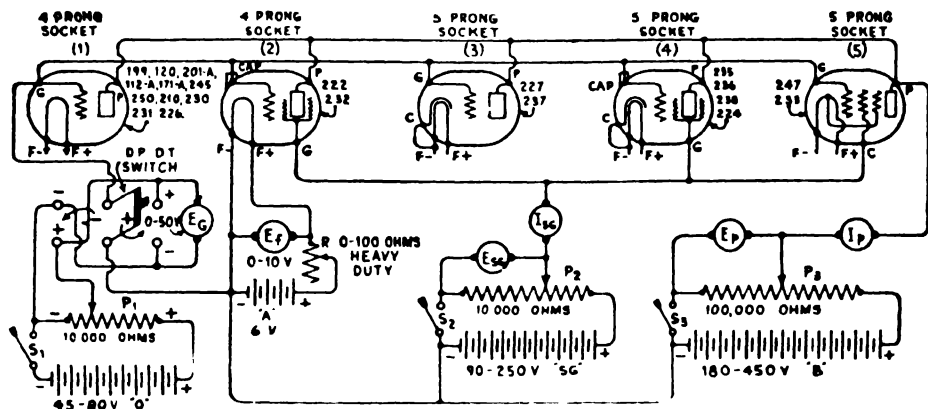 4 PRONG
SOCKET
(1)
4 PRONG
SOCKET
(2)
5 PRONG
SOCKET
(3)
5 PRONG
SOCKET
(4)
5 PRONG
SOCKET
(5)
G
199, 120, 201-A,
112-A, 171-A, 245
250, 210, 230
231 226
P
F- F+
CAP
P
222
232
F- F+
G
G
P
227
237
C
F- F+
CAP
P
235
236
238
224
C
F- F+
G
G
247
233
P
F- F+
C
DP DT
SWITCH
- - + +
+ + - -
0-50V
EG
Ef
0-10 V
R
0-100 OHMS
HEAVY
DUTY
- +
"A"
6 V
ISG
ESG
P2
10 000 OHMS
S2
- +
90-250 V "SG"
EP
IP
P3
100,000 OHMS
S3
- +
180-450 V "B"
P1
- +
10 000 OHMS
S1
- +
45-90 V "C"